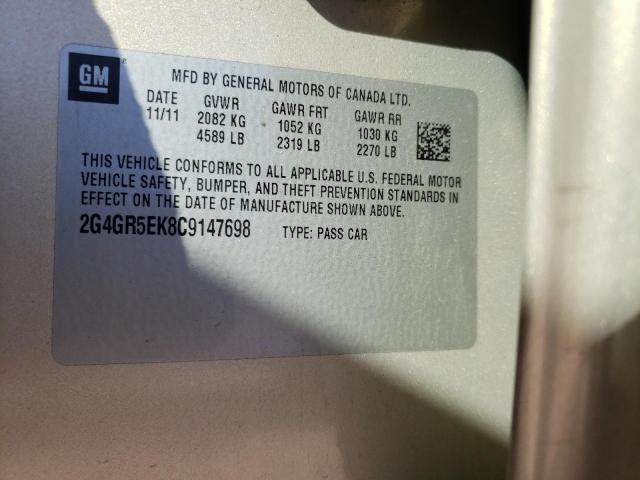 GM
MFD BY GENERAL MOTORS OF CANADA LTD.
DATE GVWR GAWR FRT GAWR RR
11/11 2082 KG 1052 KG 1030 KG
4589 LB 2319 LB 2270 LB
THIS VEHICLE CONFORMS TO ALL APPLICABLE U.S. FEDERAL MOTOR
VEHICLE SAFETY, BUMPER, AND THEFT PREVENTION STANDARDS IN
EFFECT ON THE DATE OF MANUFACTURE SHOWN ABOVE.
2G4GR5EK8C9147698 TYPE: PASS CAR